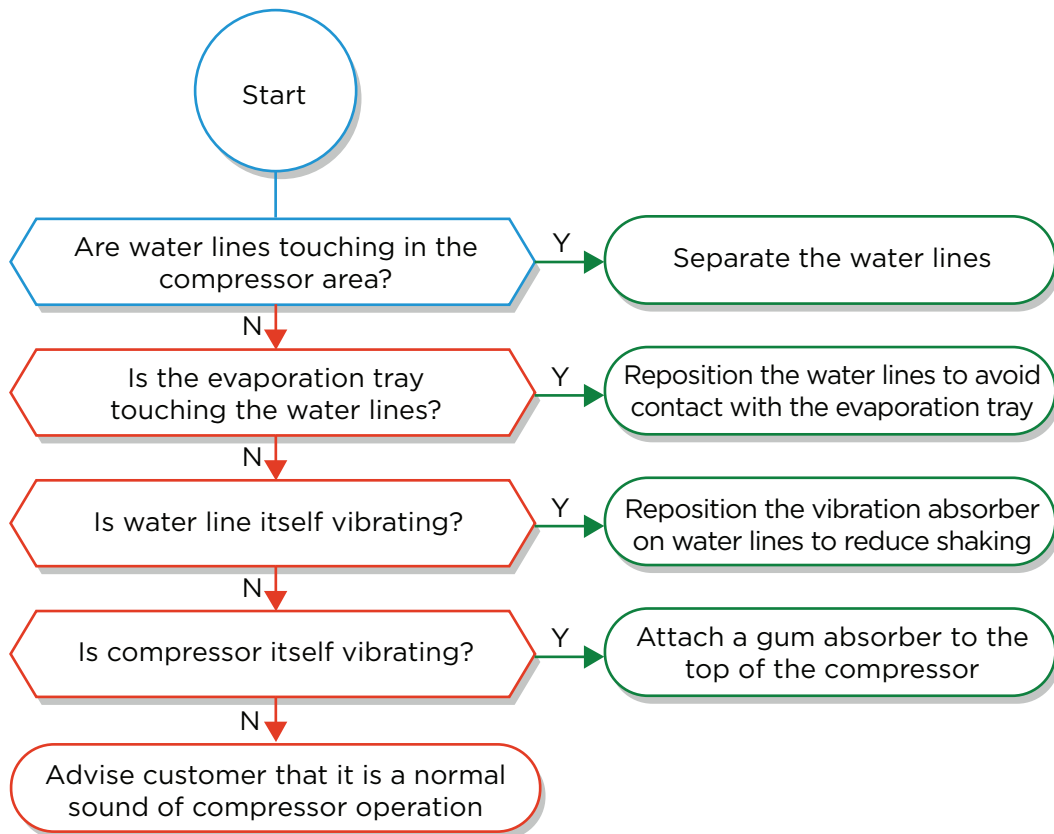 Start
Are water lines touching in the
compressor area?
Y
Separate the water lines
N
Is the evaporation tray
touching the water lines?
Y
Reposition the water lines to avoid
contact with the evaporation tray
N
Is water line itself vibrating?
Y
Reposition the vibration absorber
on water lines to reduce shaking
N
Is compressor itself vibrating?
Y
Attach a gum absorber to the
top of the compressor
N
Advise customer that it is a normal
sound of compressor operation